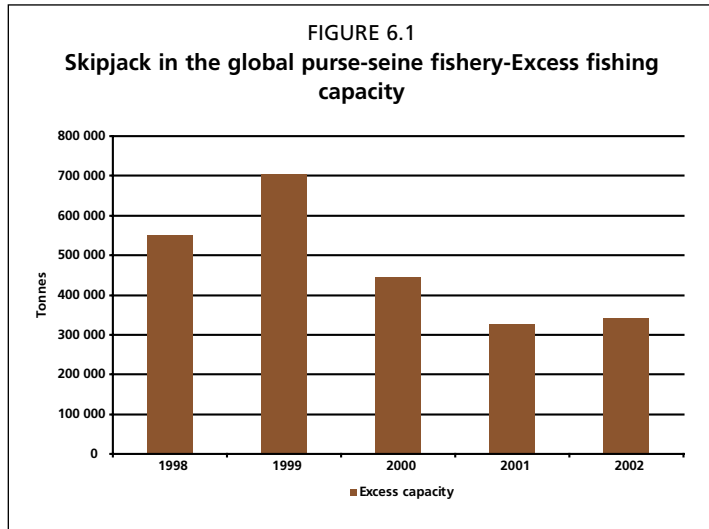 FIGURE 6.1
Skipjack in the global purse-seine fishery-Excess fishing
capacity
800 000
700 000
600 000
500 000
400 000
300 000
200 000
100 000
0
Tonnes
1998 1999 2000 2001 2002
Excess capacity